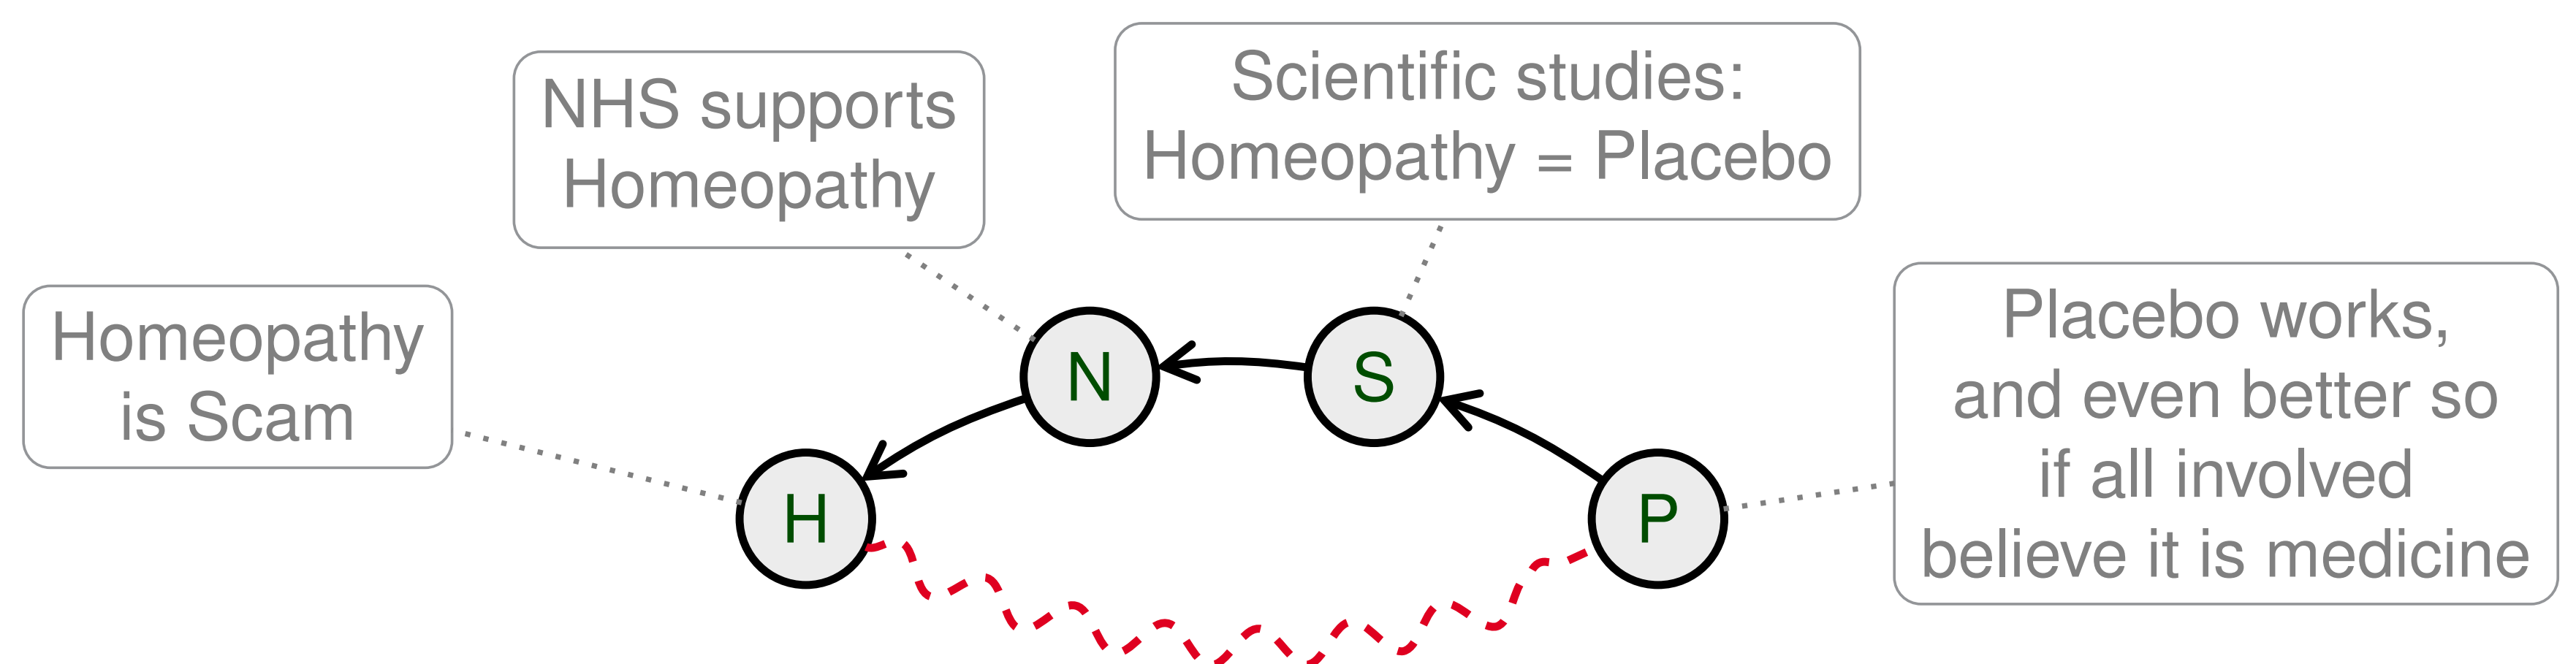 Scientific studies:
Homeopathy = Placebo
NHS supports
Homeopathy
Homeopathy
is Scam
Placebo works,
and even better so
if all involved
believe it is medicine
N
S
H
P